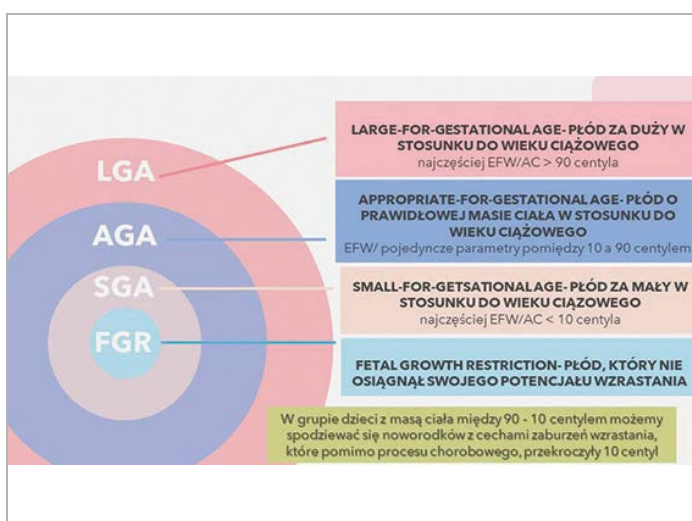 LGA
AGA
SGA
FGR
LARGE-FOR-GESTATIONAL AGE- PŁÓD ZA DUŻY W
STOSUNKU DO WIEKU CIĄŻOWEGO
najczęściej EFW/AC > 90 centyla
APPROPRIATE-FOR-GESTATIONAL AGE- PŁÓD O
PRAWIDŁOWEJ MASIE CIAŁA W STOSUNKU DO
WIEKU CIĄŻOWEGO
EFW/ pojedyncze parametry pomiędzy 10 a 90 centylem
SMALL-FOR-GETSATIONAL AGE- PŁÓD ZA MAŁY W
STOSUNKU DO WIEKU CIĄZOWEGO
najczęściej EFW/AC < 10 centyla
FETAL GROWTH RESTRICTION- PŁÓD, KTÓRY NIE
OSIĄGNĄŁ SWOJEGO POTENCJAŁU WZRASTANIA
W grupie dzieci z masą ciała między 90 - 10 centylem możemy
spodziewać się noworodków z cechami zaburzeń wzrastania,
które pomimo procesu chorobowego, przekroczyły 10 centyl